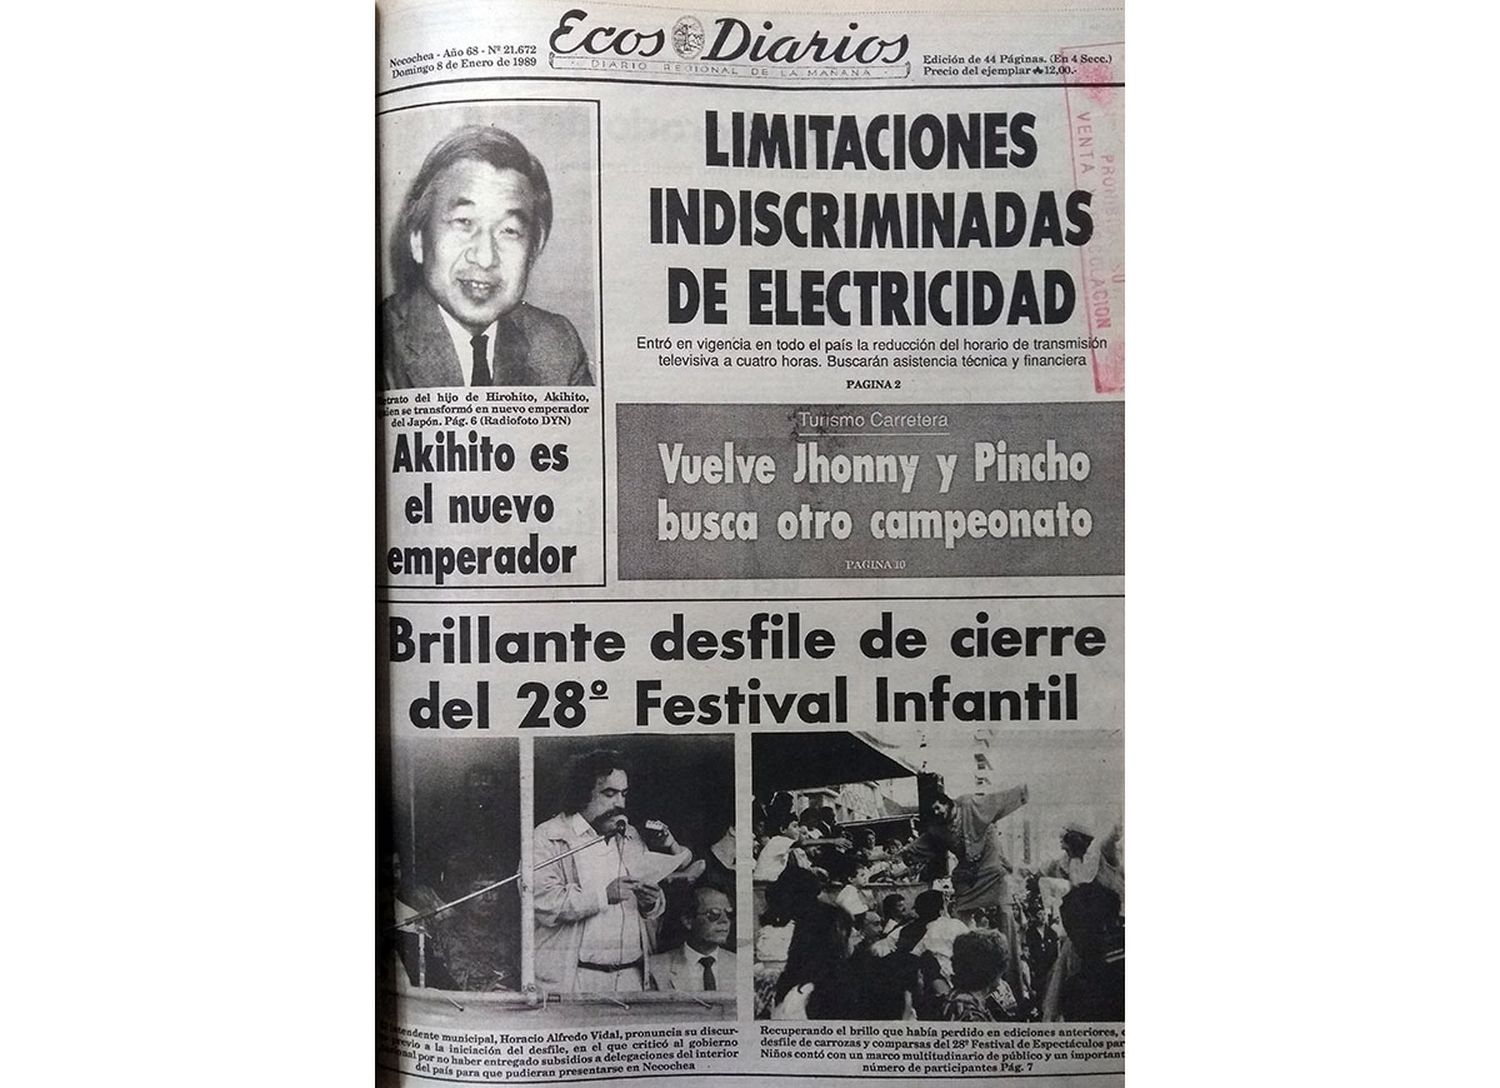 Necochea - Año 68 - Nº 21.672
Domingo 8 de Enero de 1989
Ecos Diarios
DIARIO REGIONAL DE LA MAÑANA
Edición de 44 Páginas. (En 4 Secc.)
Precio del ejemplar ₳ 12,00.-
trato del hijo de Hirohito, Akihito,
ien se transformó en nuevo emperador
del Japón. Pág. 6 (Radiofoto DYN)
Akihito es
el nuevo
emperador
LIMITACIONES
INDISCRIMINADAS
DE ELECTRICIDAD
Entró en vigencia en todo el país la reducción del horario de transmisión
televisiva a cuatro horas. Buscarán asistencia técnica y financiera
PAGINA 2
VENTA
PROHIB SU
LACION
Turismo Carretera
Vuelve Jhonny y Pincho
busca otro campeonato
PAGINA 10
Brillante desfile de cierre
del 28º Festival Infantil
tendente municipal, Horacio Alfredo Vidal, pronuncia su discur-
previo a la iniciación del desfile, en el que criticó al gobierno
ional por no haber entregado subsidios a delegaciones del interior
del país para que pudieran presentarse en Necochea
Recuperando el brillo que había perdido en ediciones anteriores, e
desfile de carrozas y comparsas del 28º Festival de Espectáculos par
Niños contó con un marco multitudinario de público y un important
número de participantes Pág. 7